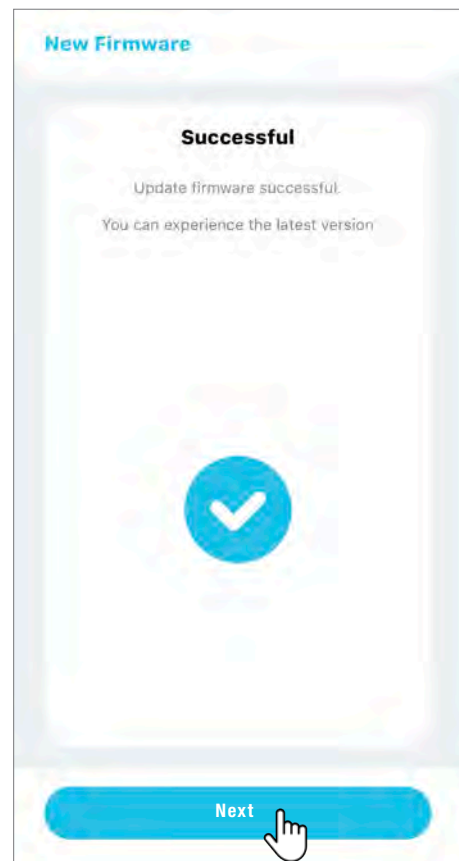 New Firmware
Successful
Update firmware successful.
You can experience the latest version
Next